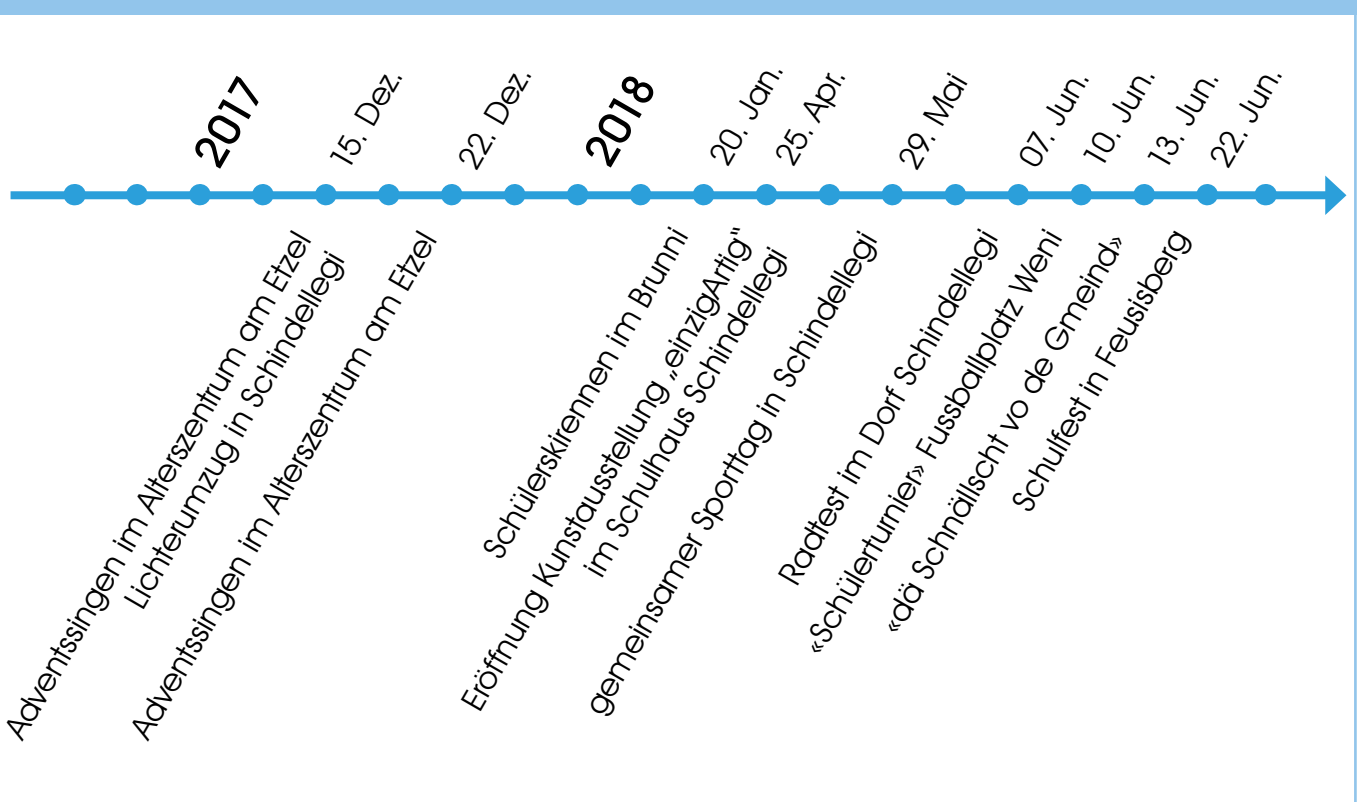 2017
15. Dez.
22. Dez.
2018
20. Jan.
25. Apr.
29. Mai
07. Jun.
10. Jun.
13. Jun.
22. Jun.
Adventssingen im Alterszentrum am Etzel
Lichterumzug in Schindellegi
Adventssingen im Alterszentrum am Etzel
Schülerskirennen im Brunni
Eröffnung Kunstausstellung „einzigArtig“
im Schulhaus Schindellegi
gemeinsamer Sporttag in Schindellegi
Radtest im Dorf Schindellegi
«Schülerturnier» Fussballplatz Weni
«dä Schnällscht vo de Gmeind»
Schulfest in Feusisberg